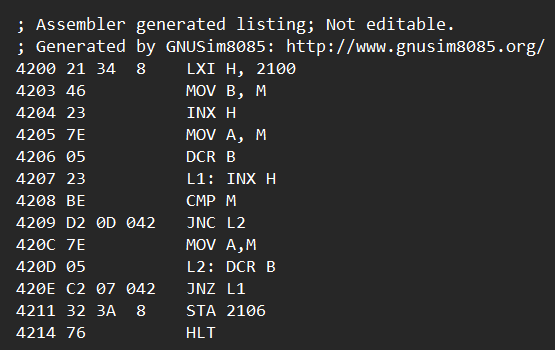 ; Assembler generated listing; Not editable.
; Generated by GNUSim8085: http://www.gnusim8085.org/
4200 21 34  8    LXI H, 2100
4203 46          MOV B, M
4204 23          INX H
4205 7E          MOV A, M
4206 05          DCR B
4207 23          L1: INX H
4208 BE          CMP M
4209 D2 0D 042   JNC L2
420C 7E          MOV A,M
420D 05          L2: DCR B
420E C2 07 042   JNZ L1
4211 32 3A  8    STA 2106
4214 76          HLT